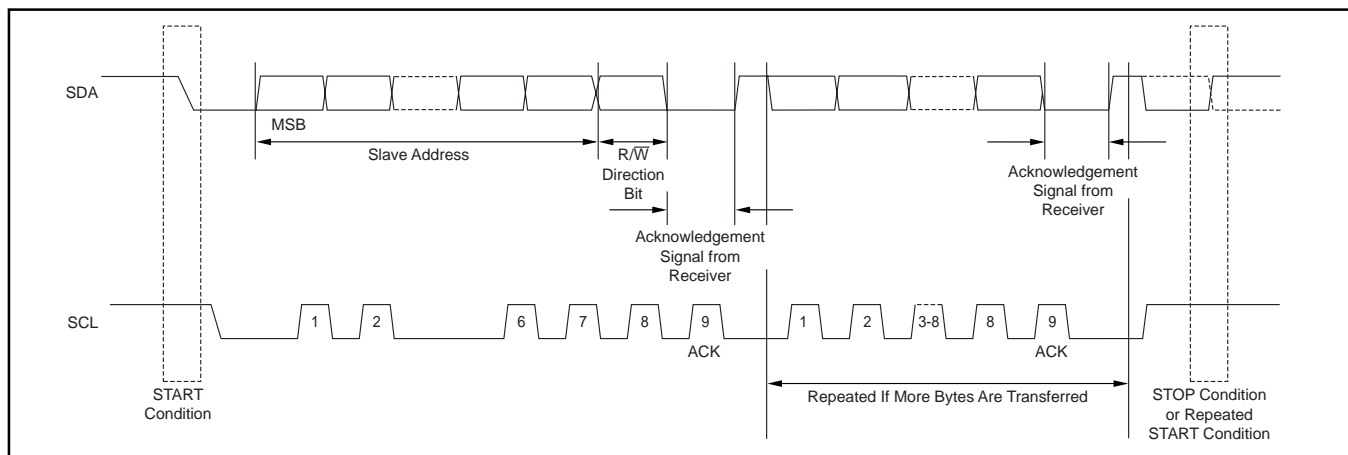 SDA
MSB
Slave Address
R/W̅
Direction
Bit
Acknowledgement
Signal from
Receiver
Acknowledgement
Signal from
Receiver
SCL
1
2
6
7
8
9
ACK
1
2
3-8
8
9
ACK
START
Condition
Repeated If More Bytes Are Transferred
STOP Condition
or Repeated
START Condition